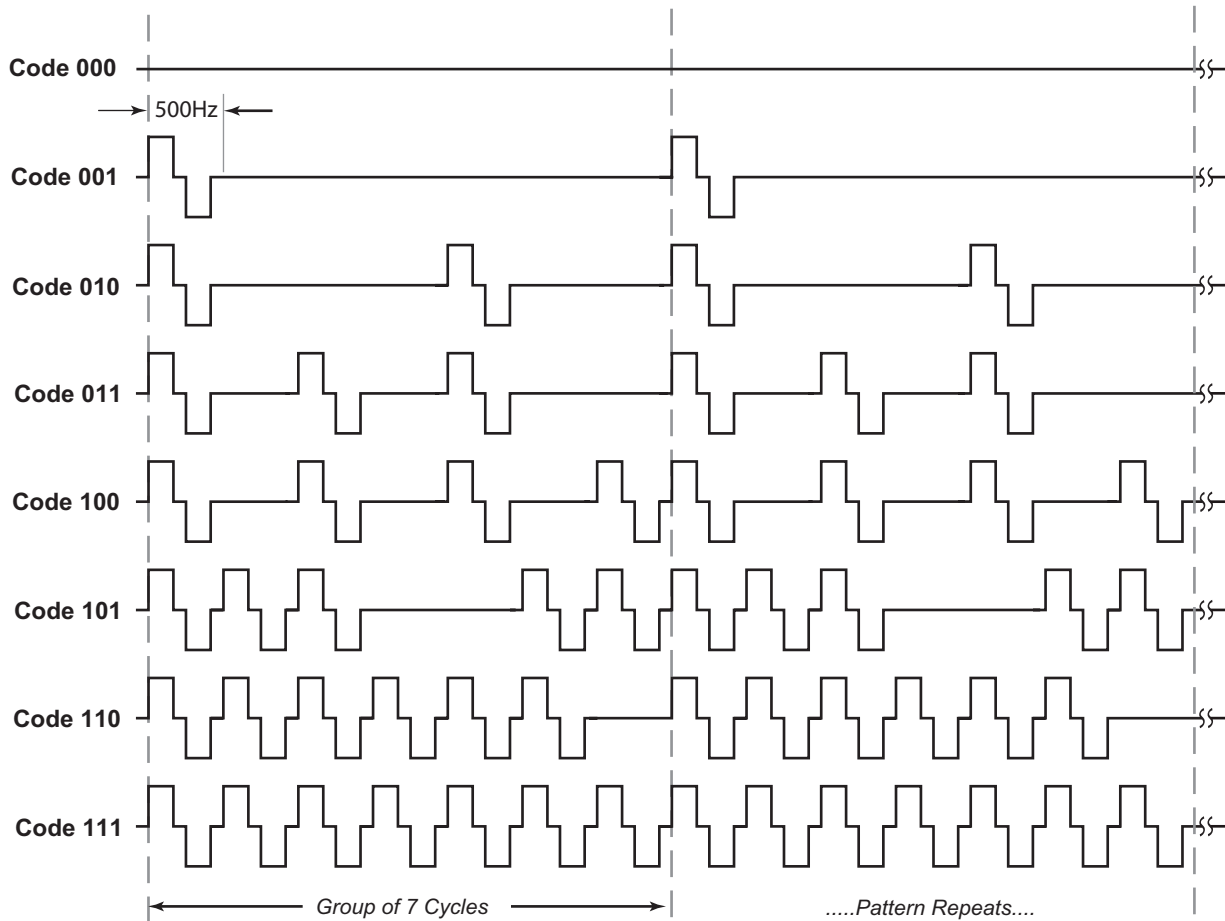 Code 000
500Hz
Code 001
Code 010
Code 011
Code 100
Code 101
Code 110
Code 111
Group of 7 Cycles
.....Pattern Repeats....